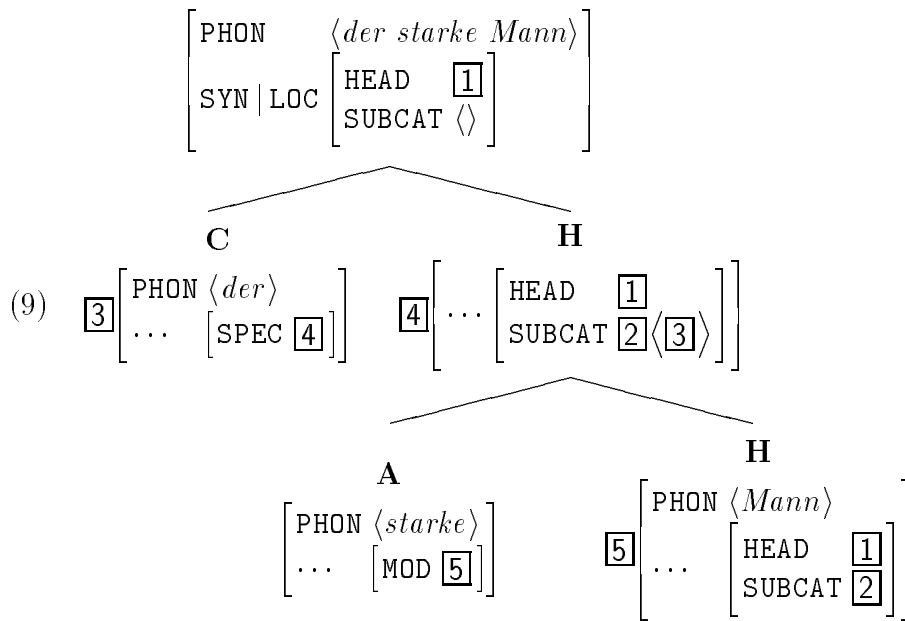 PHON ⟨der starke Mann⟩
HEAD 1
SYN | LOC
SUBCAT ⟨⟩
C H
(9) 3 PHON ⟨der⟩ 4 HEAD 1
··· [SPEC 4] ··· SUBCAT 2⟨3⟩
A H
PHON ⟨starke⟩ PHON ⟨Mann⟩
··· [MOD 5] 5 ··· HEAD 1
SUBCAT 2